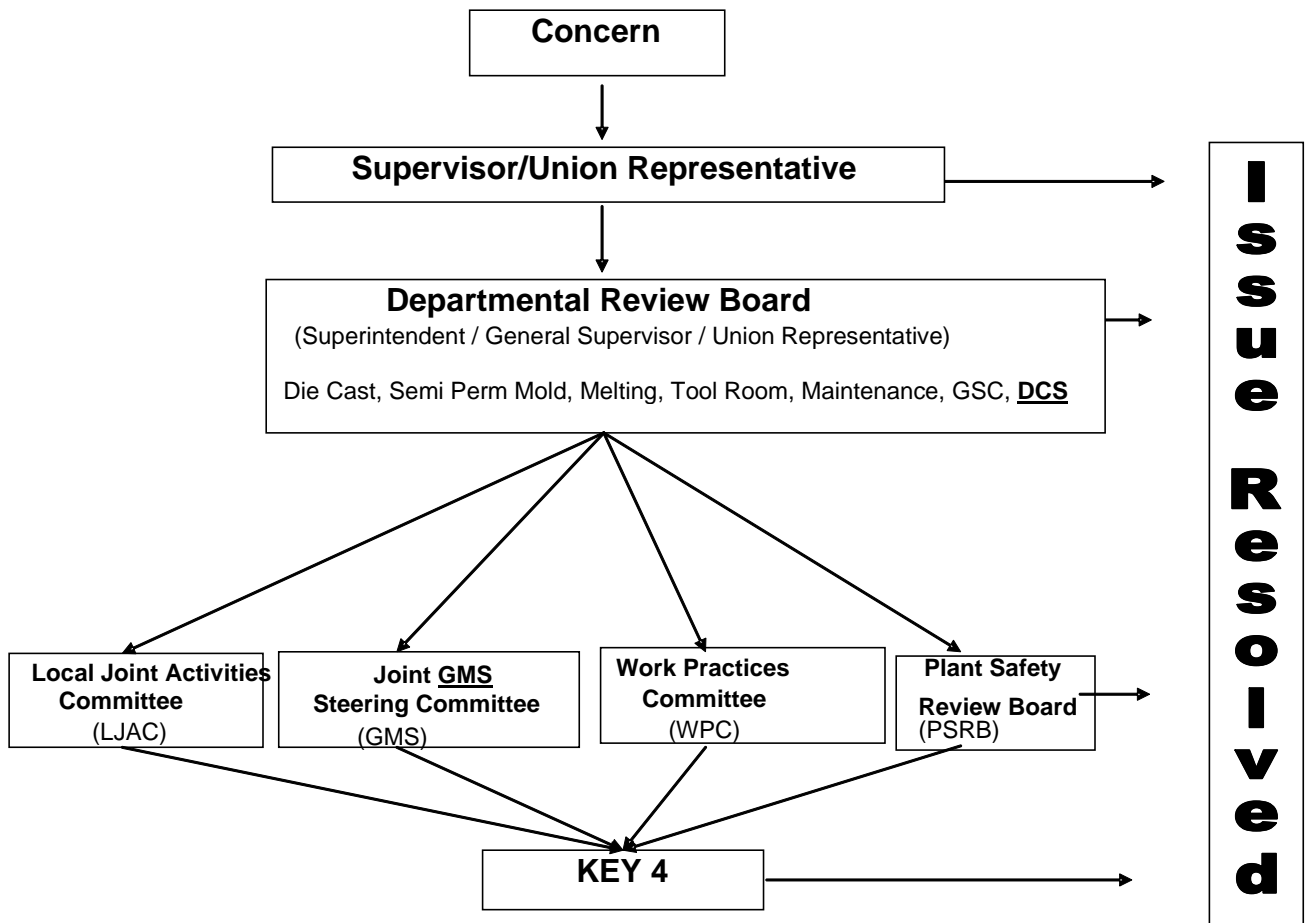 Concern
Supervisor/Union Representative
Departmental Review Board
(Superintendent / General Supervisor / Union Representative)
Die Cast, Semi Perm Mold, Melting, Tool Room, Maintenance, GSC, DCS
Local Joint Activities
Committee
(LJAC)
Joint GMS
Steering Committee
(GMS)
Work Practices
Committee
(WPC)
Plant Safety
Review Board
(PSRB)
KEY 4
Issue Resolved